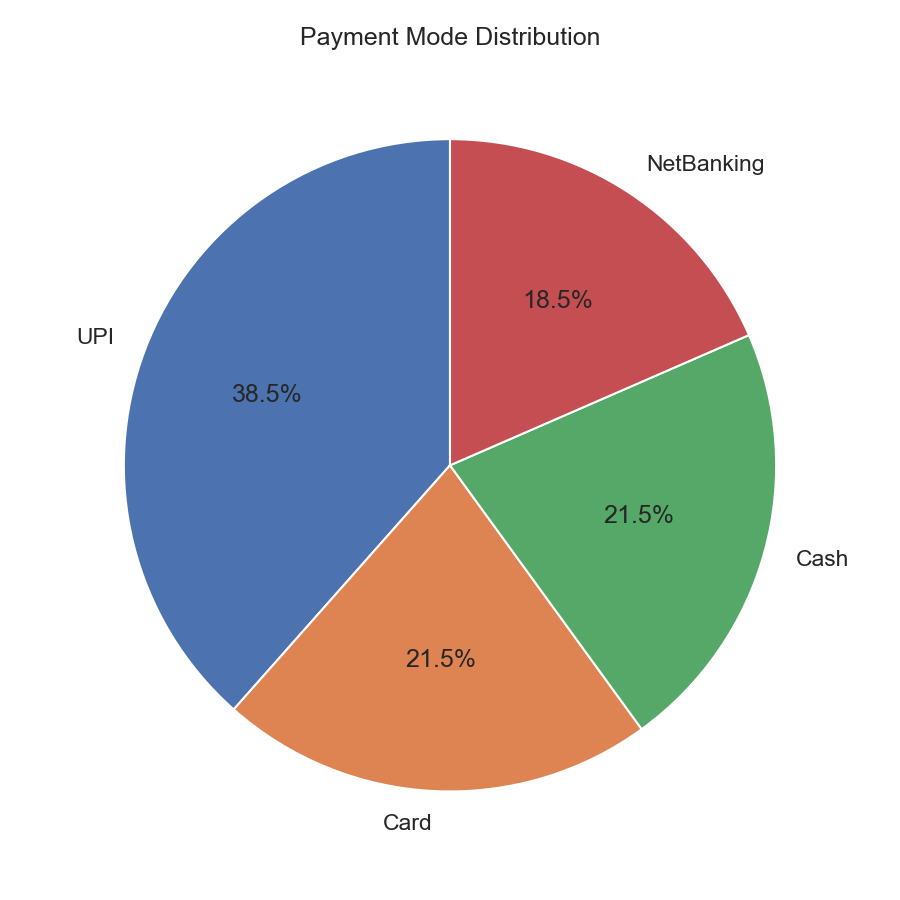 Payment Mode Distribution
NetBanking
18.5%
UPI
38.5%
21.5%
Cash
21.5%
Card